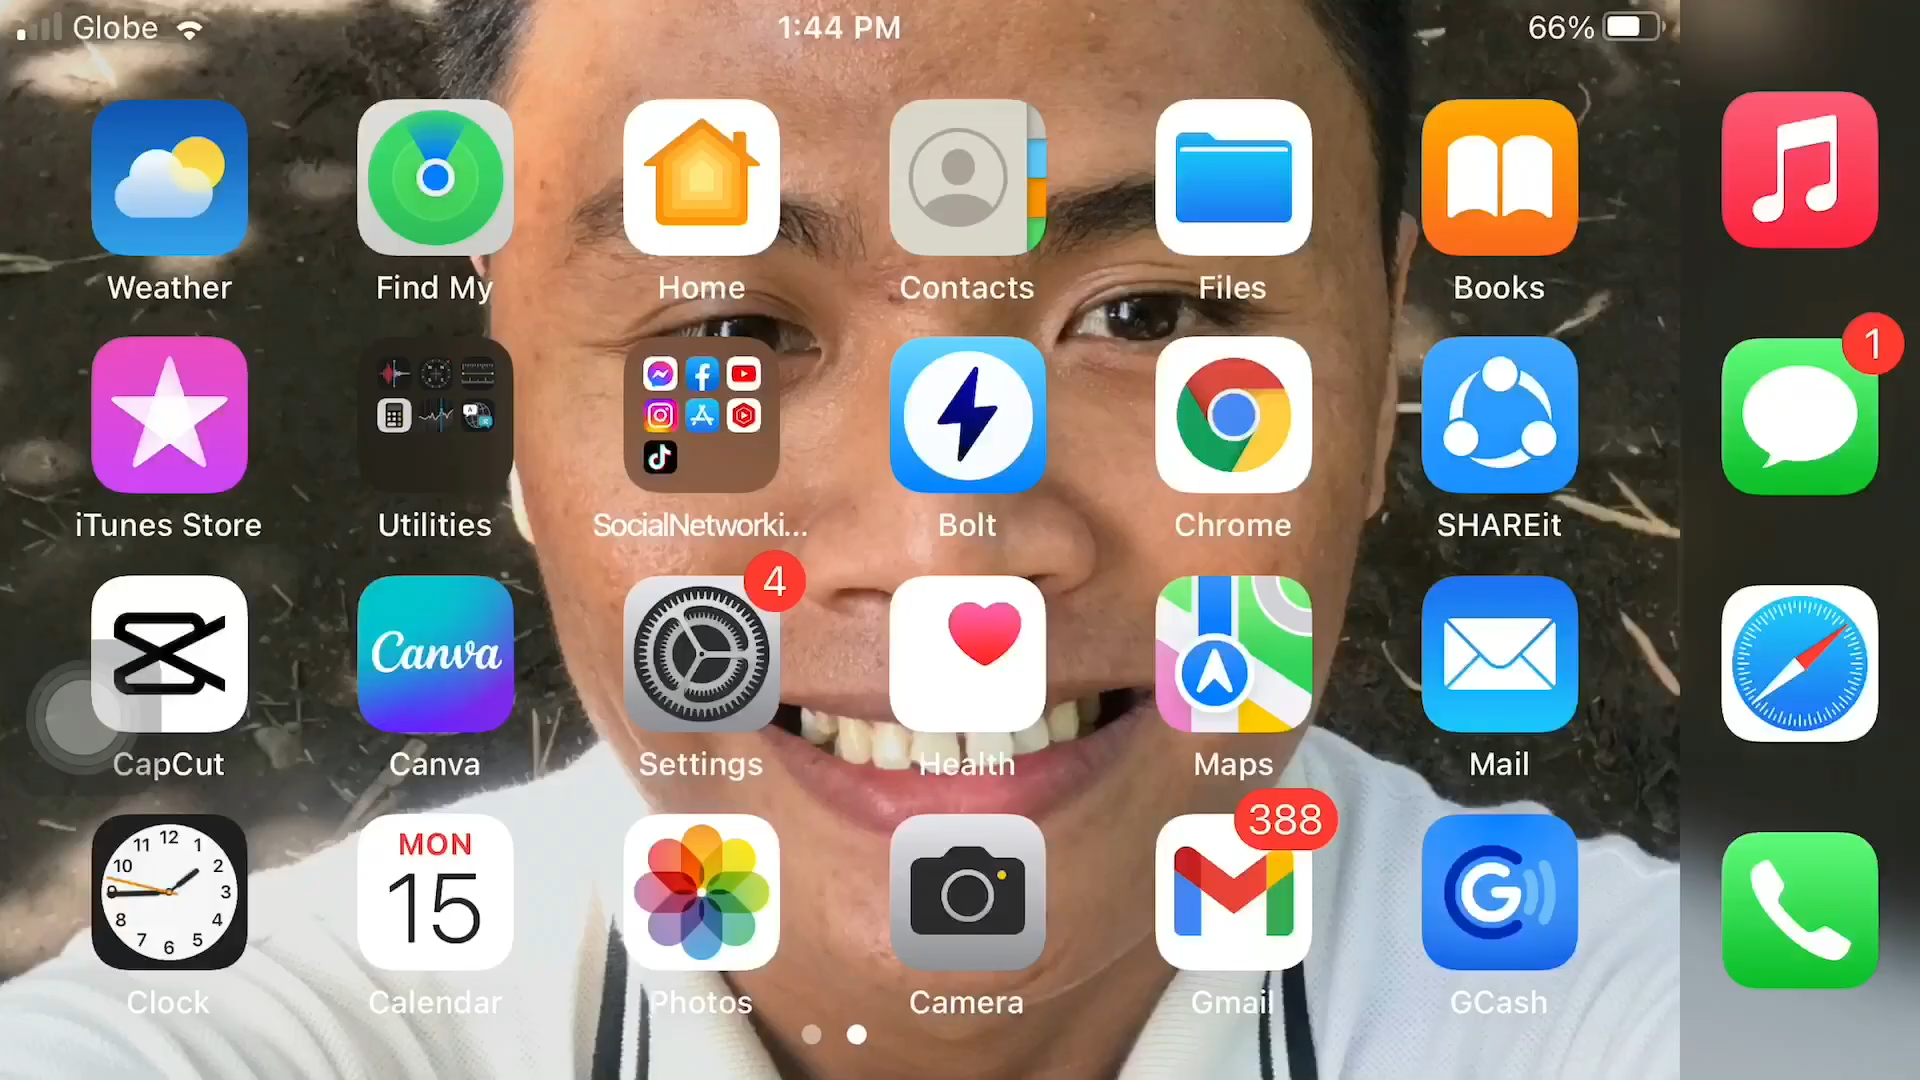 Globe
1:44 PM
66%
Weather
Find My
Home
Contacts
Files
Books
1
iTunes Store
Utilities
SocialNetworki...
Bolt
Chrome
SHAREit
Canva
4
CapCut
Canva
Settings
Health
Maps
Mail
12
1
2
3
4
5
6
7
8
9
10
11
MON
15
388
G
Clock
Calendar
Photos
Camera
Gmail
GCash